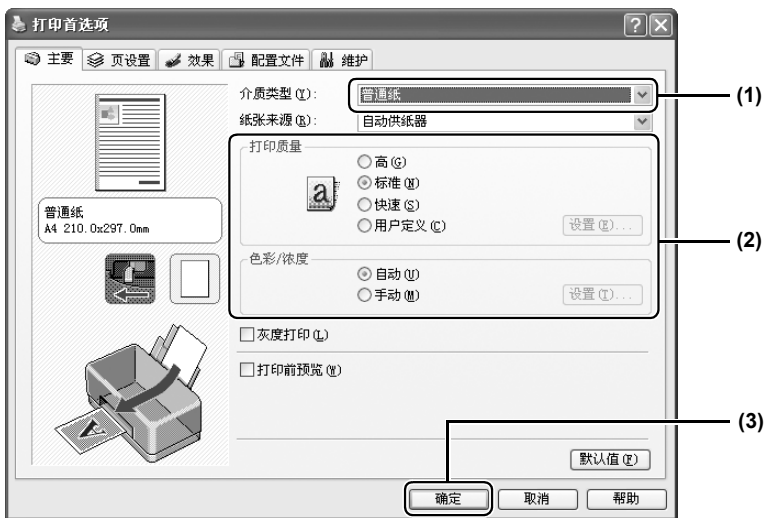 打印首选项
主要 页设置 效果 配置文件 维护
介质类型(Y): 普通纸 (1)
纸张来源(R): 自动供纸器
打印质量
高(G)
a 标准(N)
快速(S)
用户定义(C) 设置(E)...
(2)
普通纸
A4 210.0x297.0mm
色彩/浓度
自动(U)
手动(M) 设置(T)...
灰度打印(L)
打印前预览(W)
A
(3)
默认值(F)
确定 取消 帮助